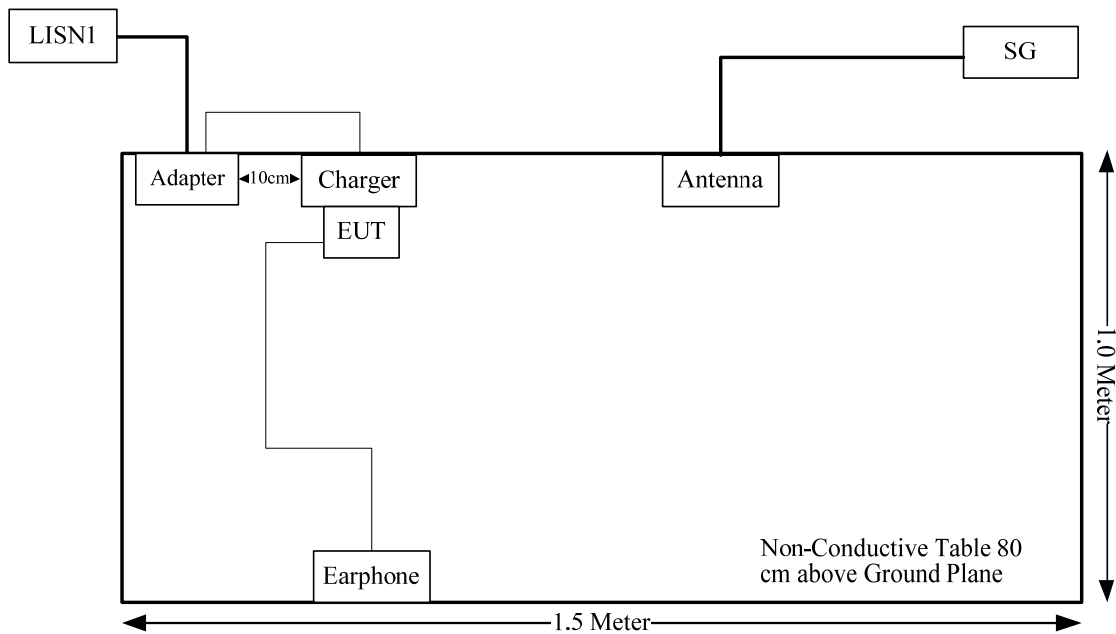 LISN1
SG
Adapter
10cm
Charger
Antenna
EUT
1.0 Meter
Non-Conductive Table 80
cm above Ground Plane
Earphone
1.5 Meter